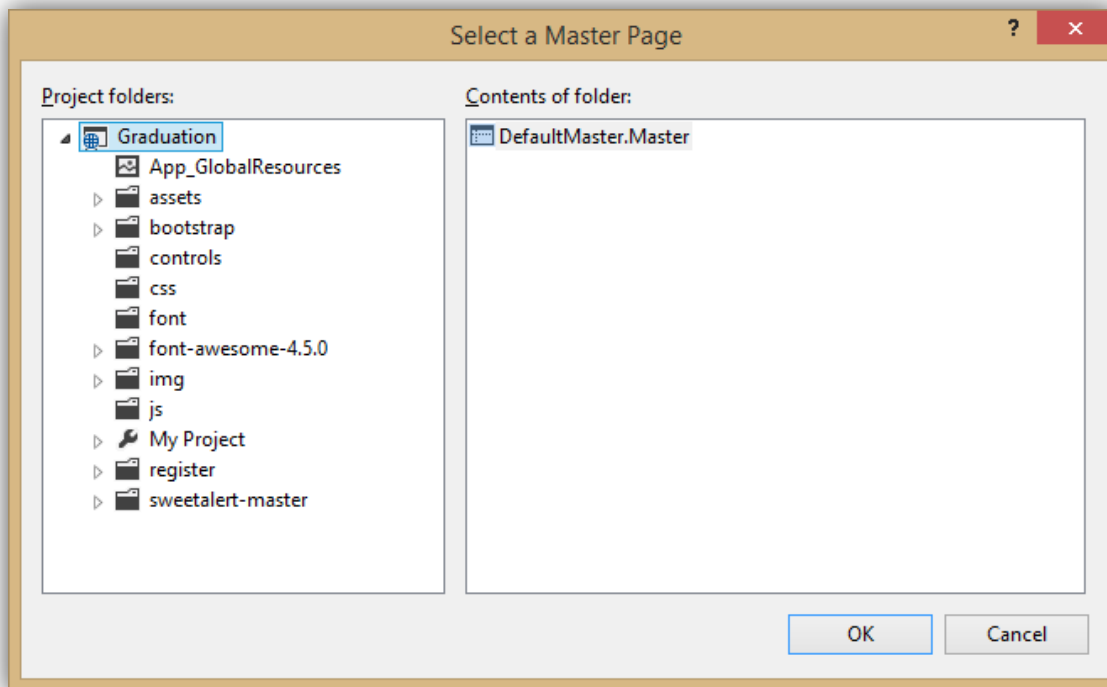 Select a Master Page
?
Project folders:
Contents of folder:
Graduation
App_GlobalResources
assets
bootstrap
controls
css
font
font-awesome-4.5.0
img
js
My Project
register
sweetalert-master
DefaultMaster.Master
OK
Cancel